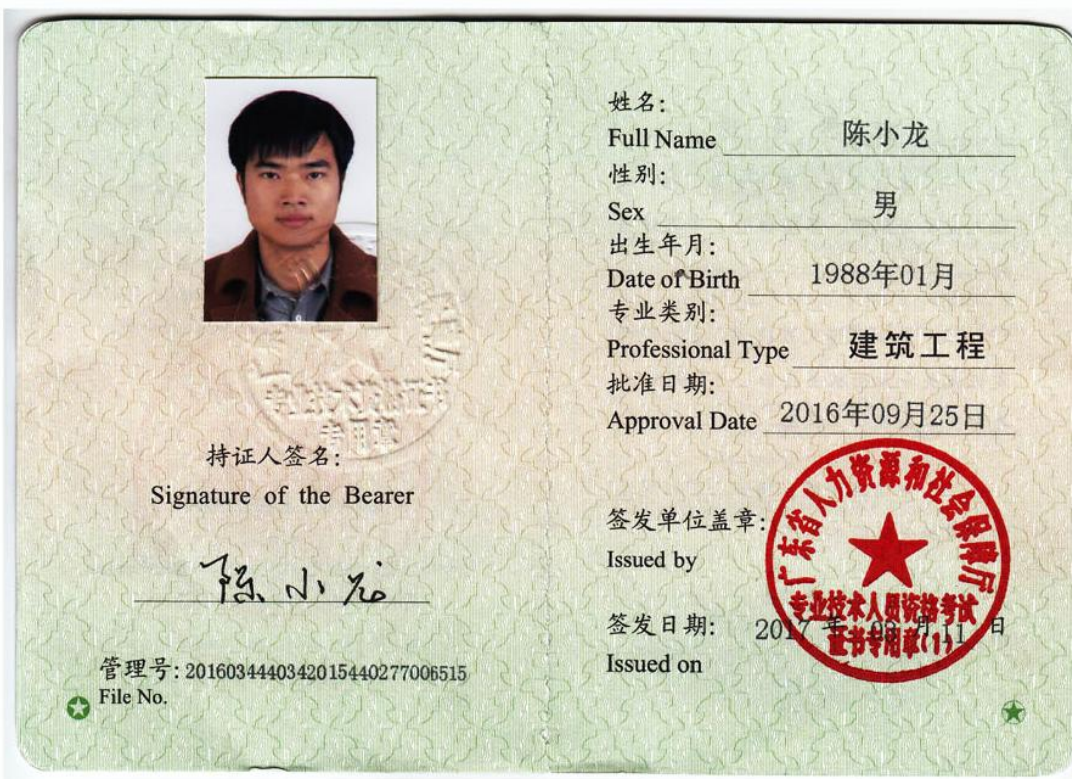 持证人签名:
Signature of the Bearer
陈小龙
管理号: 2016034440342015440277006515
File No.
姓名:
Full Name 陈小龙
性别:
Sex 男
出生年月:
Date of Birth 1988年01月
专业类别:
Professional Type 建筑工程
批准日期:
Approval Date 2016年09月25日
签发单位盖章:
Issued by
广东省人力资源和社会保障厅
专业技术人员资格考试
证书专用章(1)
签发日期: 2017 年 月 11 日
Issued on